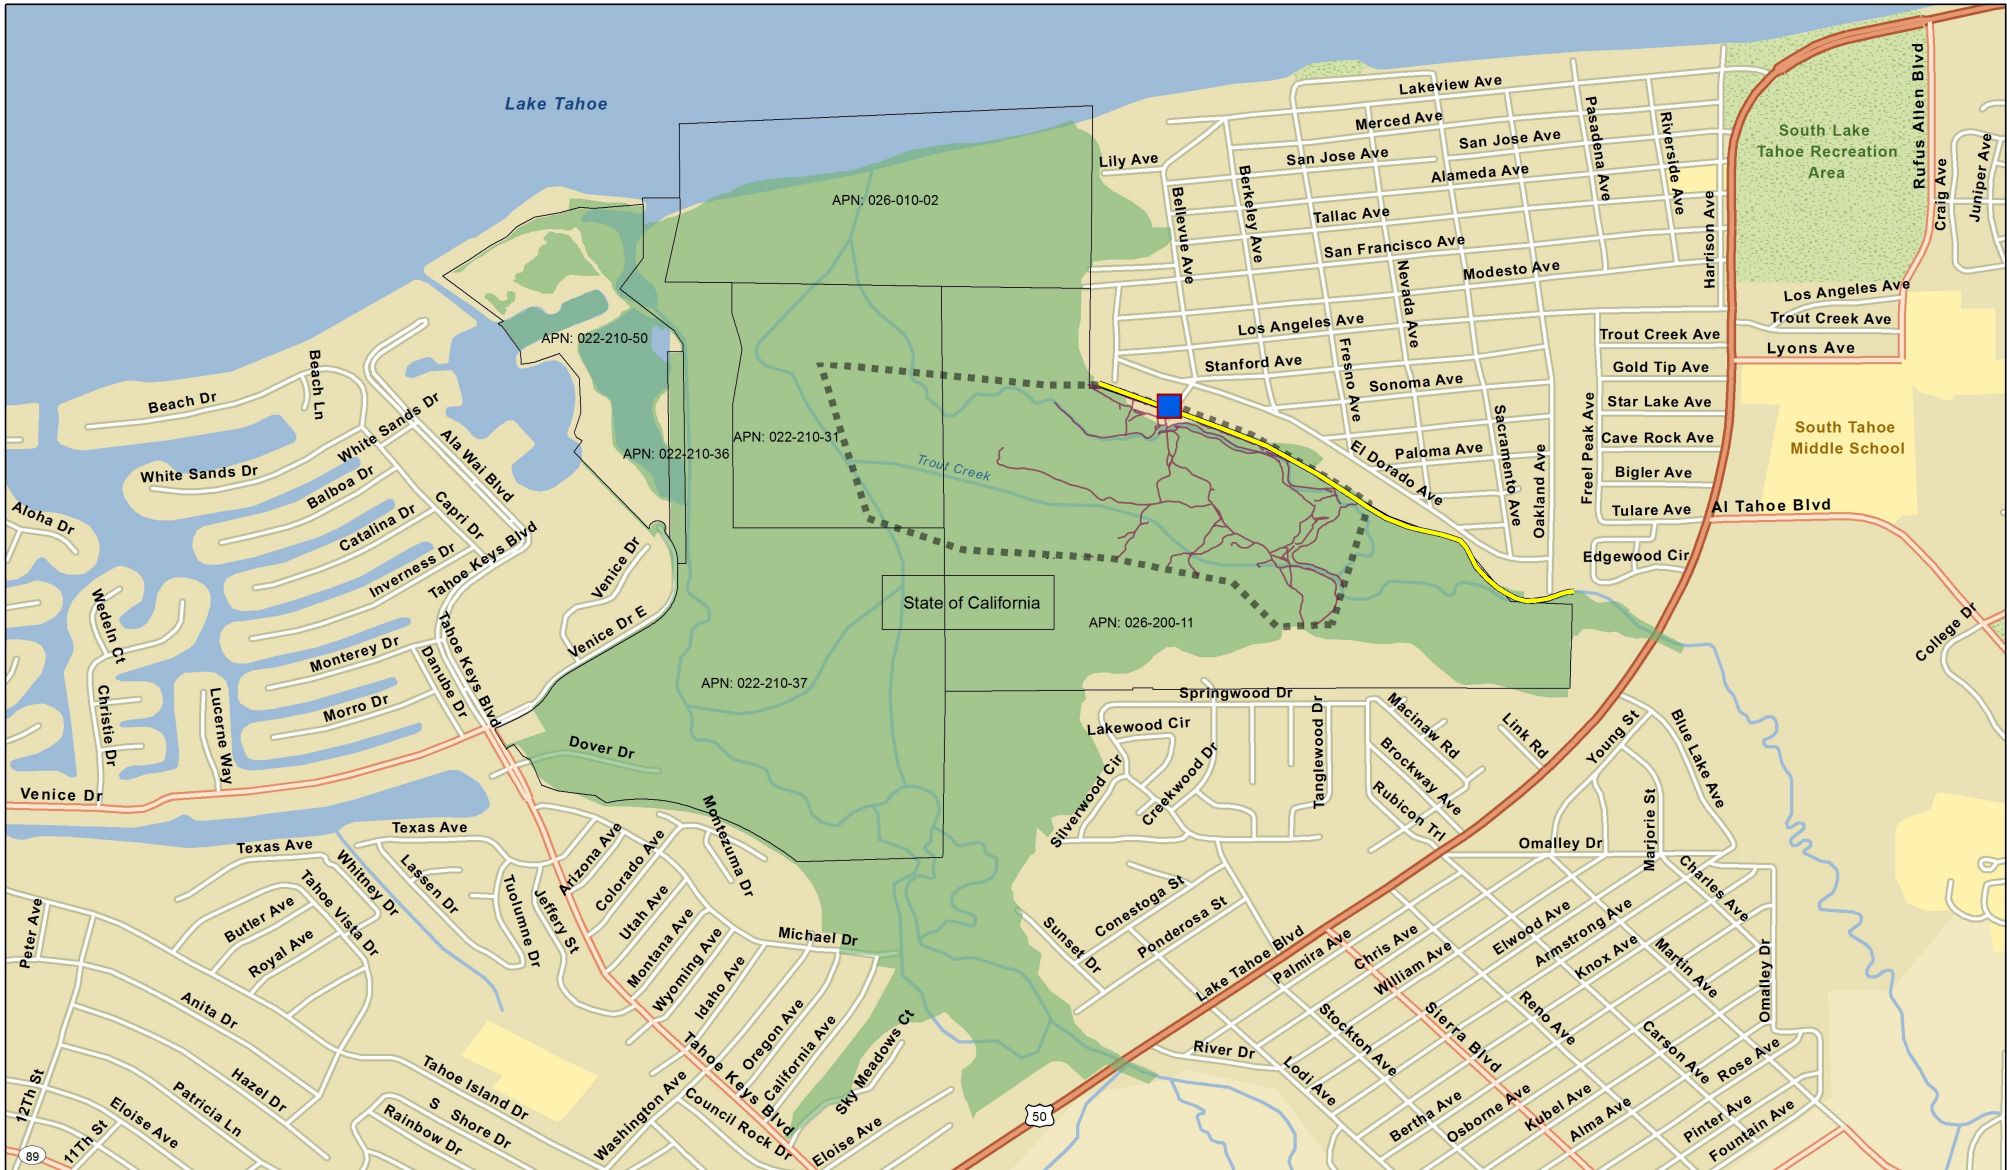 Lake Tahoe
Lakeview Ave
Merced Ave
San Jose Ave
San Jose Ave
Lily Ave
Alameda Ave
Tallac Ave
San Francisco Ave
Modesto Ave
Bellevue Ave
Berkeley Ave
Pasadena Ave
Riverside Ave
Harrison Ave
Nevada Ave
South Lake
Tahoe Recreation
Area
Rufus Allen Blvd
Craig Ave
Juniper Ave
APN: 026-010-02
APN: 022-210-50
APN: 022-210-36
APN: 022-210-31
Trout Creek
State of California
APN: 026-200-11
APN: 022-210-37
Los Angeles Ave
Los Angeles Ave
Trout Creek Ave
Trout Creek Ave
Lyons Ave
Stanford Ave
Fresno Ave
Sonoma Ave
Gold Tip Ave
Star Lake Ave
Cave Rock Ave
Bigler Ave
Tulare Ave
Freel Peak Ave
Sacramento Ave
Oakland Ave
Paloma Ave
El Dorado Ave
Edgewood Cir
Al Tahoe Blvd
South Tahoe
Middle School
College Dr
Beach Dr
Beach Ln
White Sands Dr
White Sands Dr
Ala Wai Blvd
Balboa Dr
Capri Dr
Catalina Dr
Inverness Dr
Tahoe Keys Blvd
Aloha Dr
Wedeln Ct
Christie Dr
Lucerne Way
Monterey Dr
Morro Dr
Danube Dr
Tahoe Keys Blvd
Venice Dr
Venice Dr E
Venice Dr
Dover Dr
Springwood Dr
Lakewood Cir
Silverwood Cir
Creekwood Dr
Tanglewood Dr
Macinaw Rd
Brockway Ave
Rubicon Trl
Link Rd
Young St
Blue Lake Ave
Marjorie St
Omalley Dr
Charles Ave
Omalley Dr
Texas Ave
Texas Ave
Whitney Dr
Lassen Dr
Tuolumne Dr
Jeffery St
Arizona Ave
Colorado Ave
Montezuma Dr
Utah Ave
Montana Ave
Wyoming Ave
Idaho Ave
Michael Dr
Oregon Ave
California Ave
Sky Meadows Ct
Tahoe Keys Blvd
Council Rock Dr
Washington Ave
Eloise Ave
Peter Ave
Butler Ave
Royal Ave
Tahoe Vista Dr
Anita Dr
Hazel Dr
Patricia Ln
Eloise Ave
12Th St
11Th St
89
Tahoe Island Dr
S Shore Dr
Rainbow Dr
Conestoga St
Ponderosa St
Sunset Dr
Lake Tahoe Blvd
50
Palmira Ave
Chris Ave
William Ave
Elwood Ave
Armstrong Ave
Knox Ave
Martin Ave
River Dr
Lodi Ave
Stockton Ave
Sierra Blvd
Reno Ave
Carson Ave
Rose Ave
Bertha Ave
Osborne Ave
Kubel Ave
Alma Ave
Pinter Ave
Fountain Ave